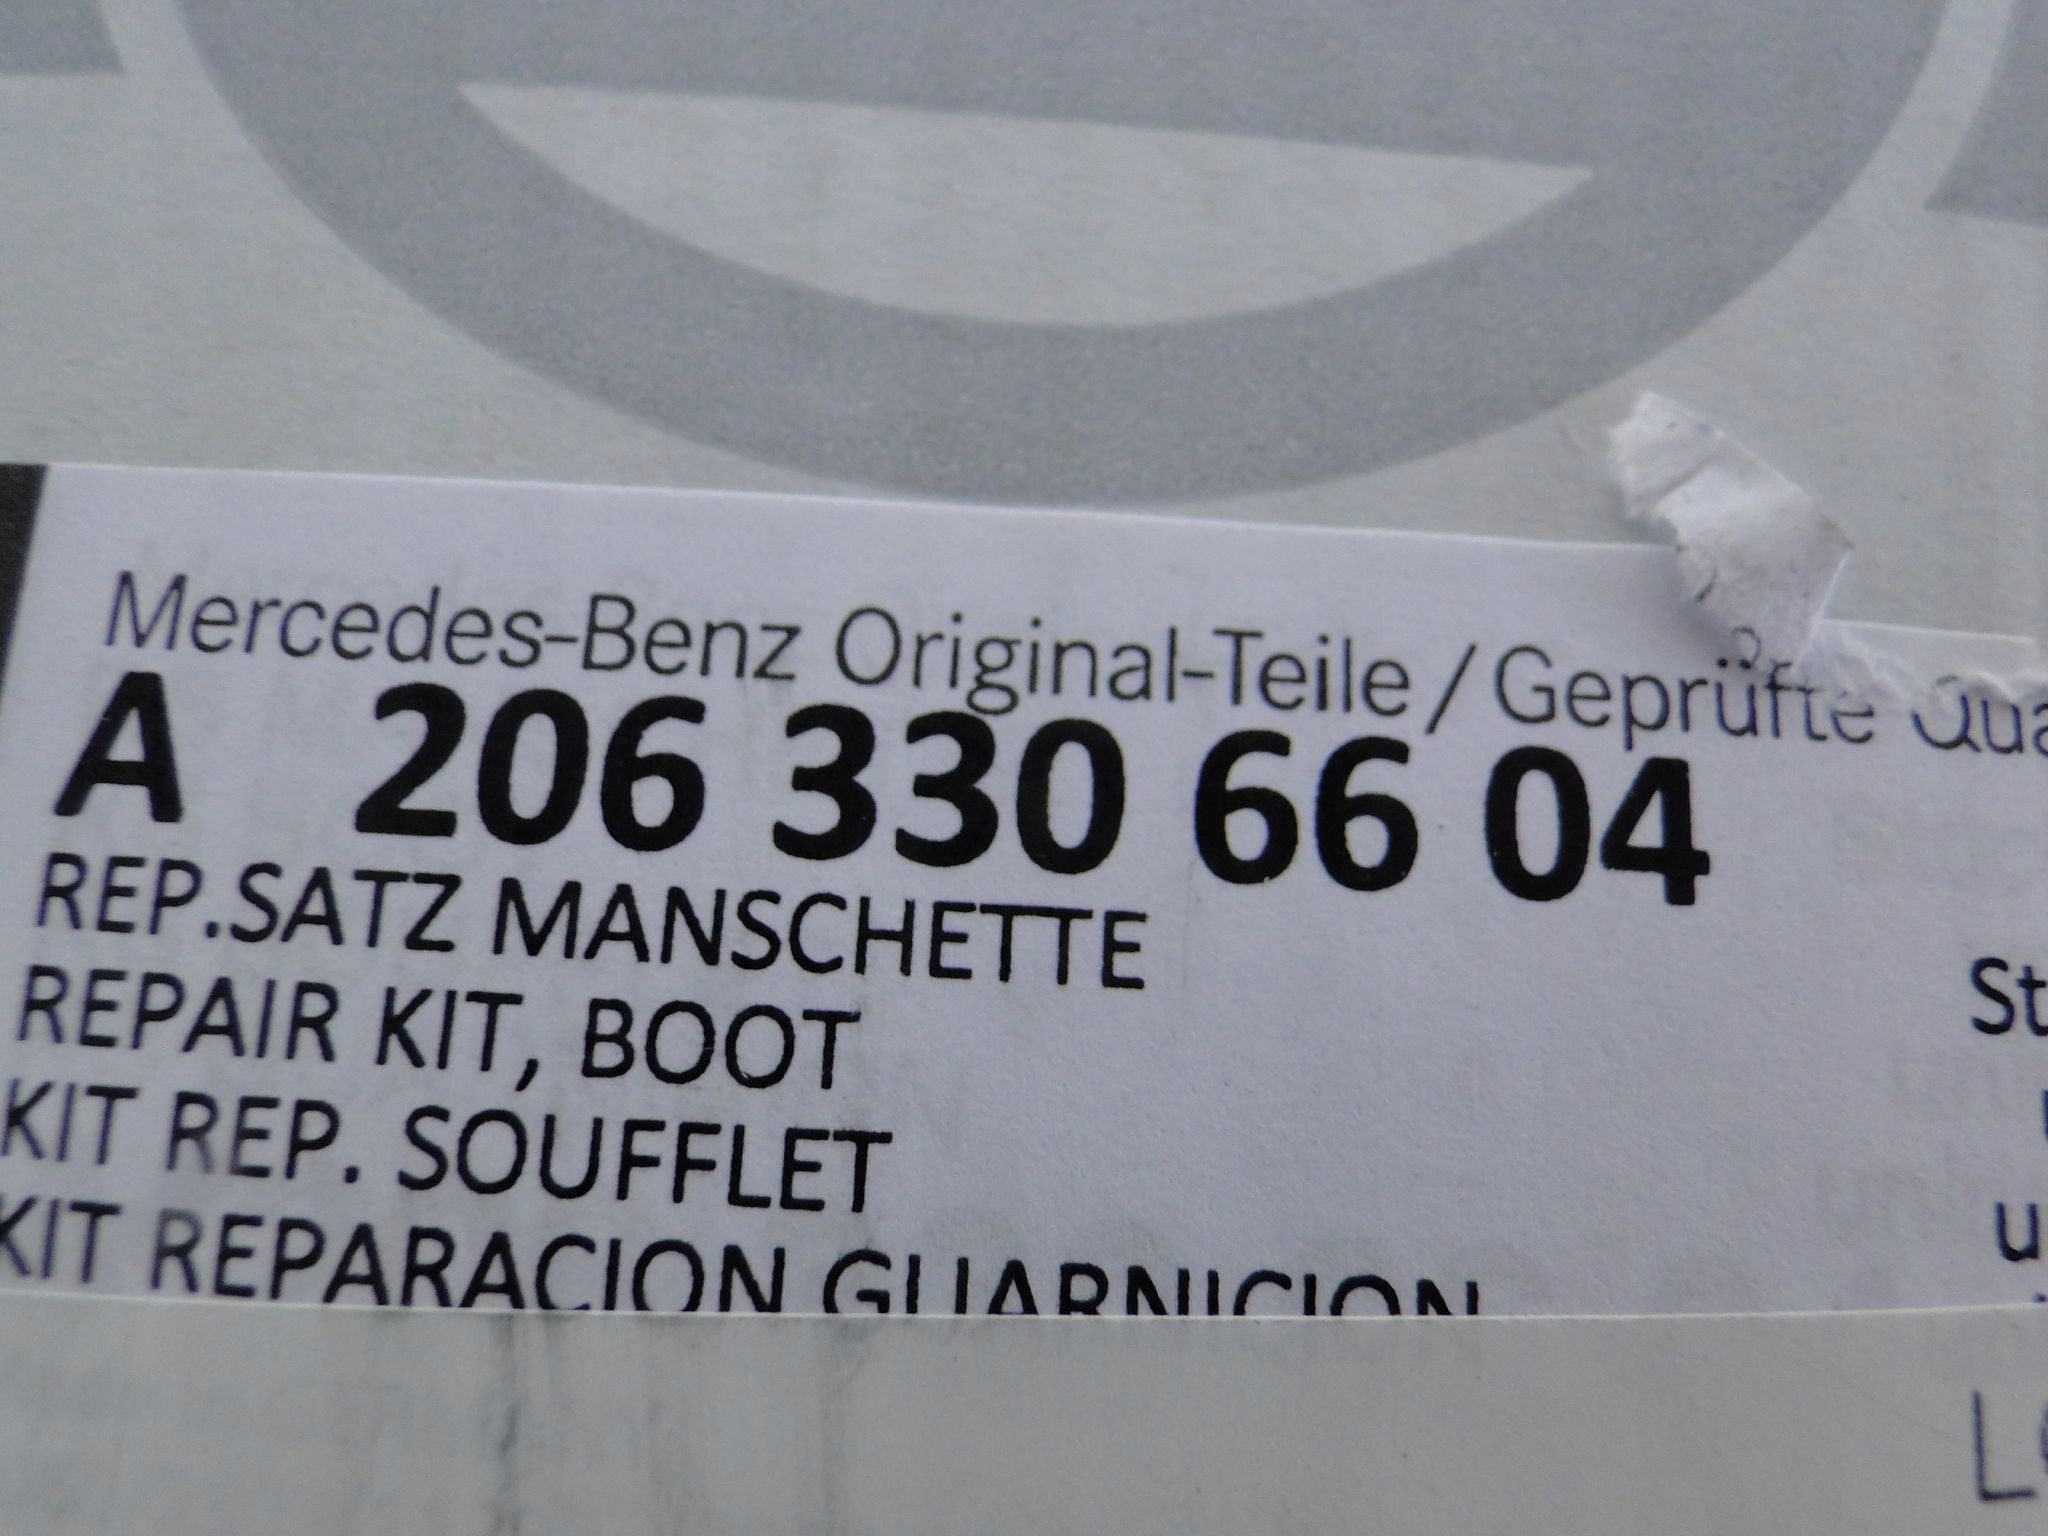 Mercedes-Benz Original-Teile / Geprüfte
A 206 330 66 04
REP.SATZ MANSCHETTE
REPAIR KIT, BOOT
KIT REP. SOUFFLET
KIT REPARACION GUARNICION